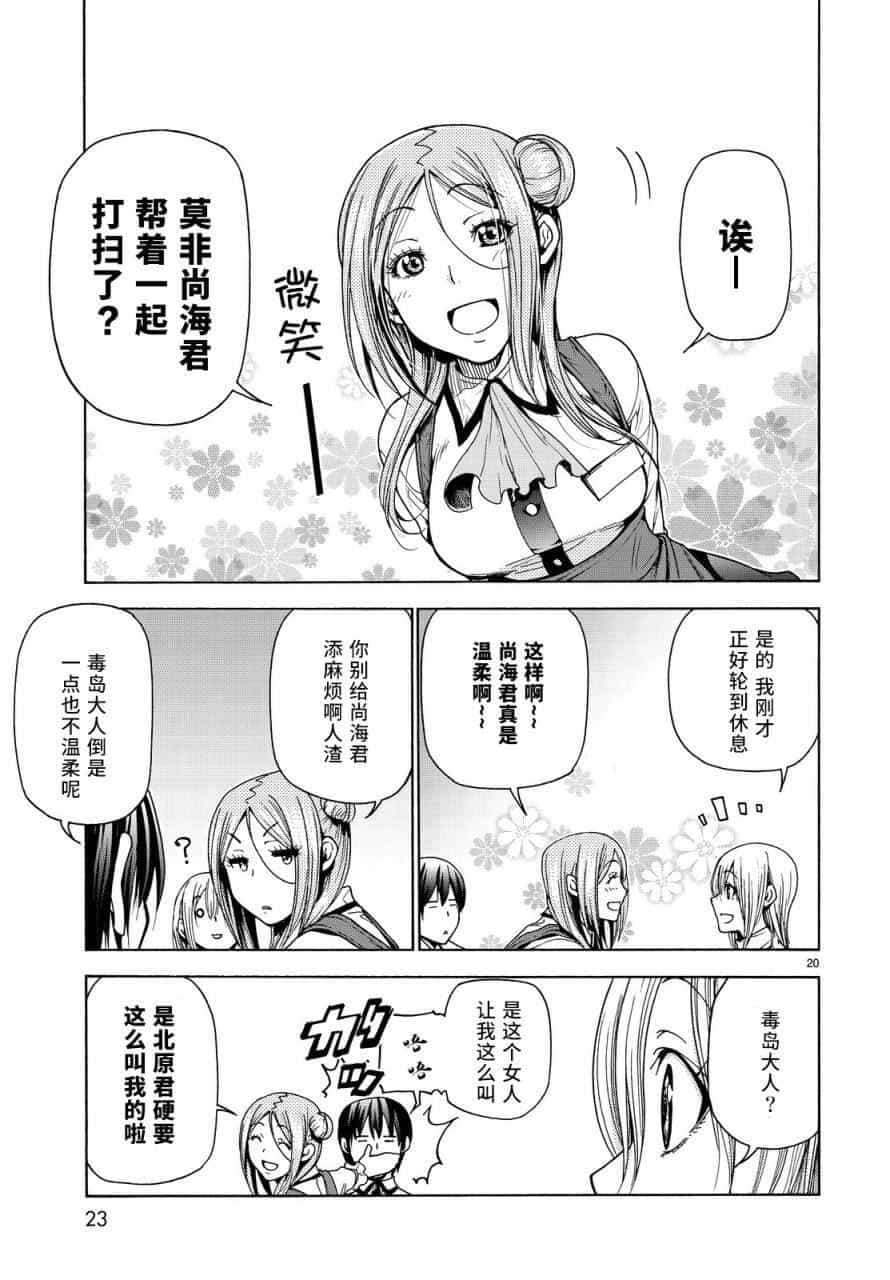 诶—
莫非尚海君
帮着一起
打扫了?
微笑—
是的 我刚才
正好轮到休息
这样啊~
尚海君真是
温柔啊~~
你别给尚海君
添麻烦啊人渣
毒岛大人倒是
一点也不温柔呢
?
20
毒岛大人?
是这个女人
让我这么叫
唔唔
ガッ
是北原君硬要
这么叫我的啦
23